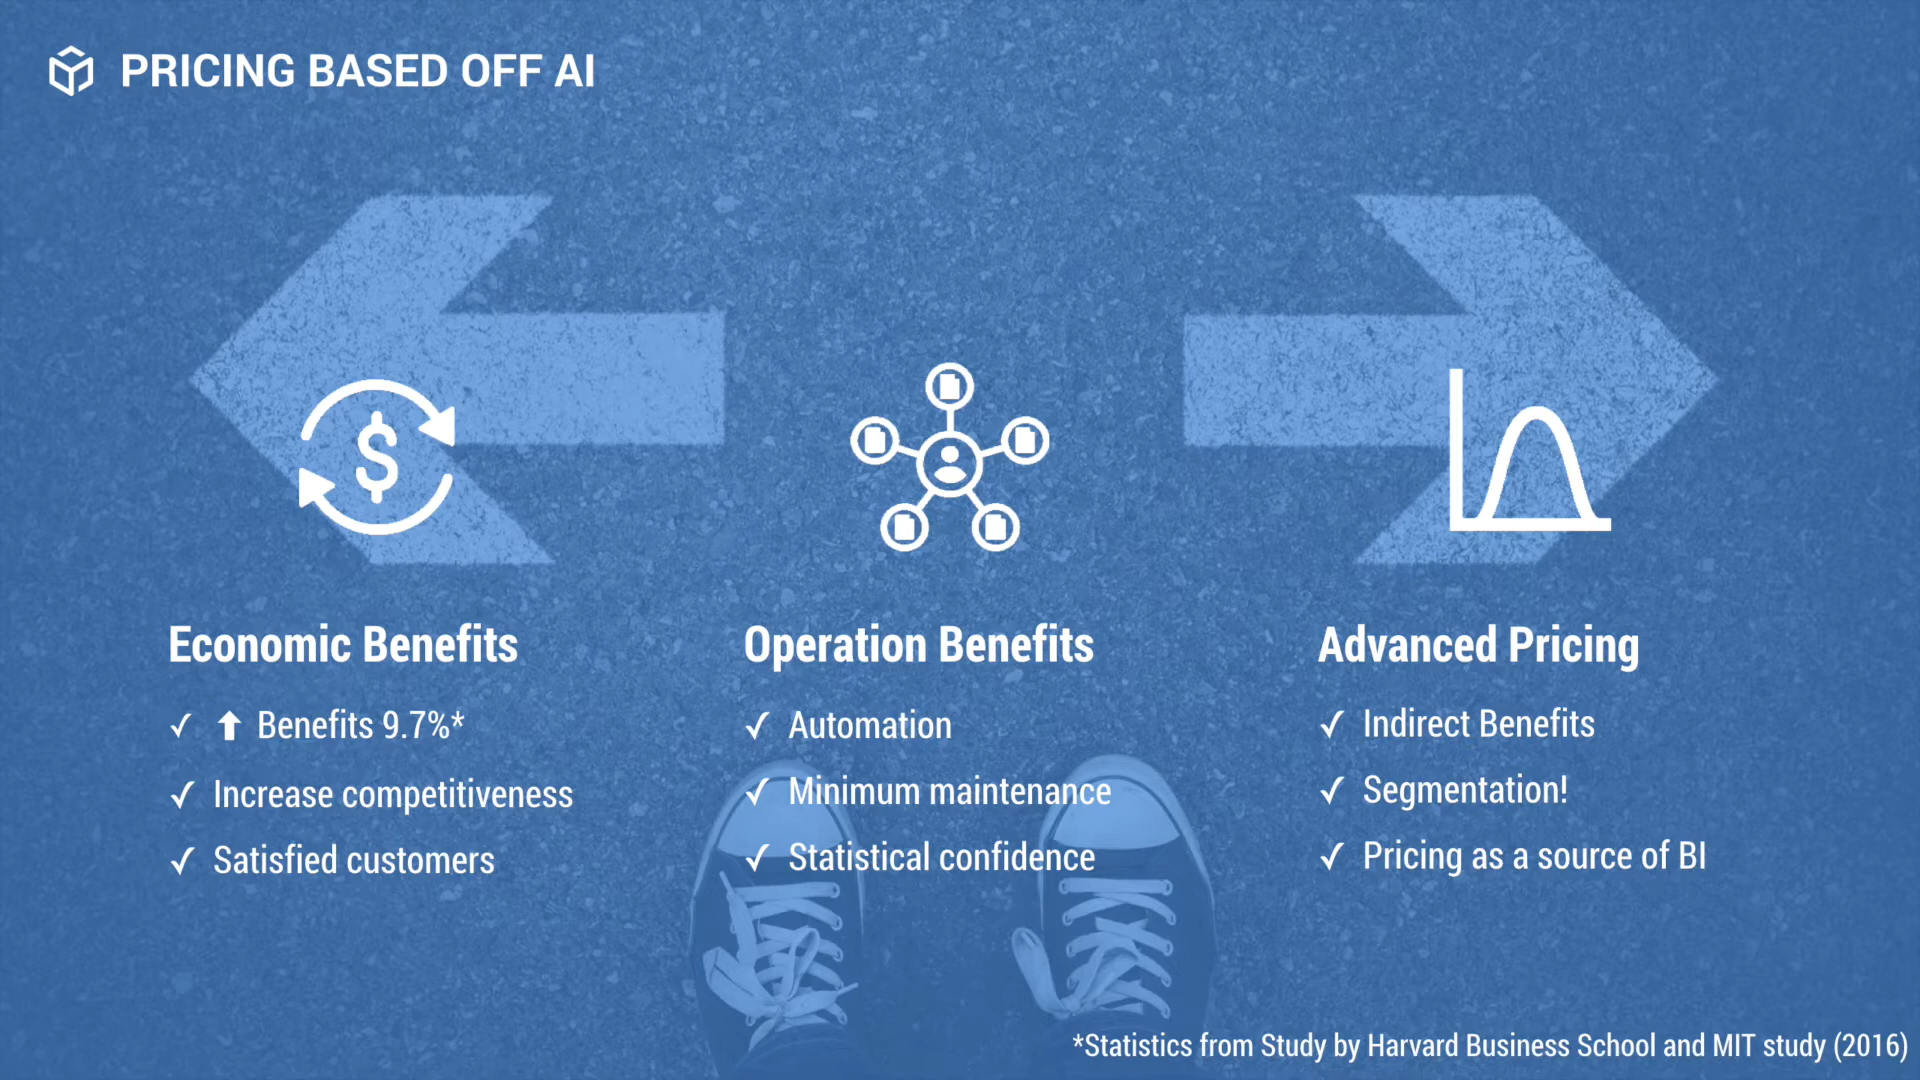 PRICING BASED OFF AI
Economic Benefits
✓ ⬆ Benefits 9.7%*
✓ Increase competitiveness
✓ Satisfied customers
Operation Benefits
✓ Automation
✓ Minimum maintenance
✓ Statistical confidence
Advanced Pricing
✓ Indirect Benefits
✓ Segmentation!
✓ Pricing as a source of BI
*Statistics from Study by Harvard Business School and MIT study (2016)